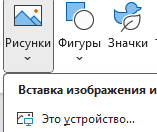 Рисунки Фигуры Значки
Вставка изображения и
Это устройство...